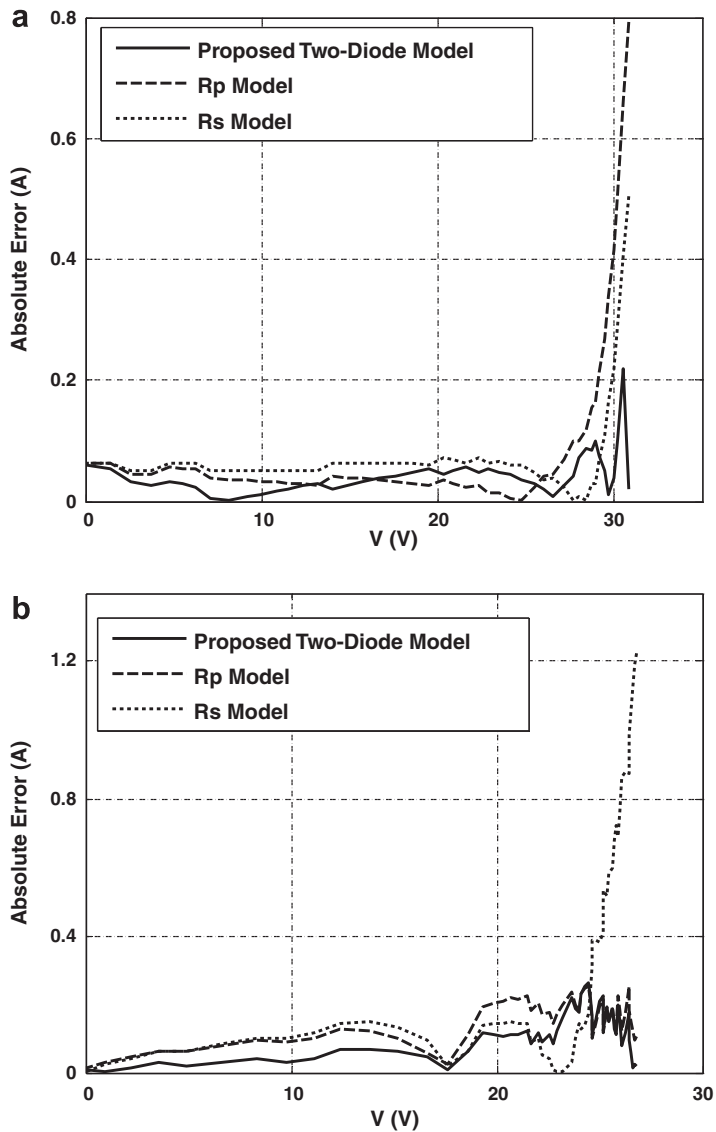 a
0.8
Proposed Two-Diode Model
Rp Model
Rs Model
0.6
0.4
0.2
0
Absolute Error (A)
0 10 20 30
V (V)
b
Proposed Two-Diode Model
Rp Model
Rs Model
1.2
0.8
0.4
0
Absolute Error (A)
0 10 20 30
V (V)